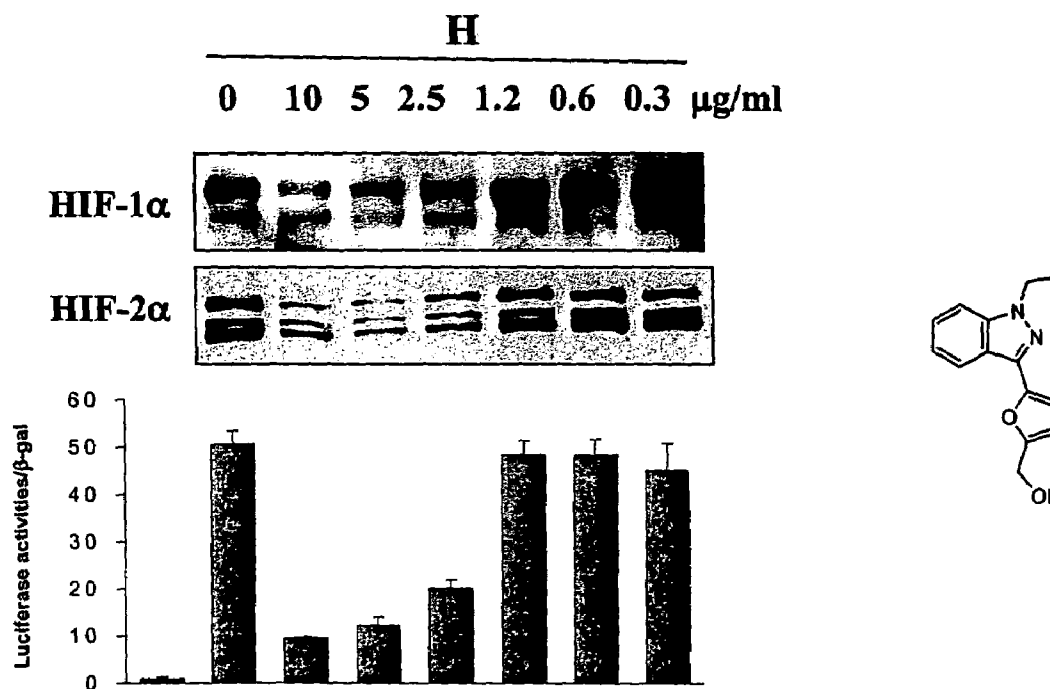 H
0 10 5 2.5 1.2 0.6 0.3 μg/ml
HIF-1α
HIF-2α
Luciferase activities/β-gal
60
50
40
30
20
10
0
N
N
O